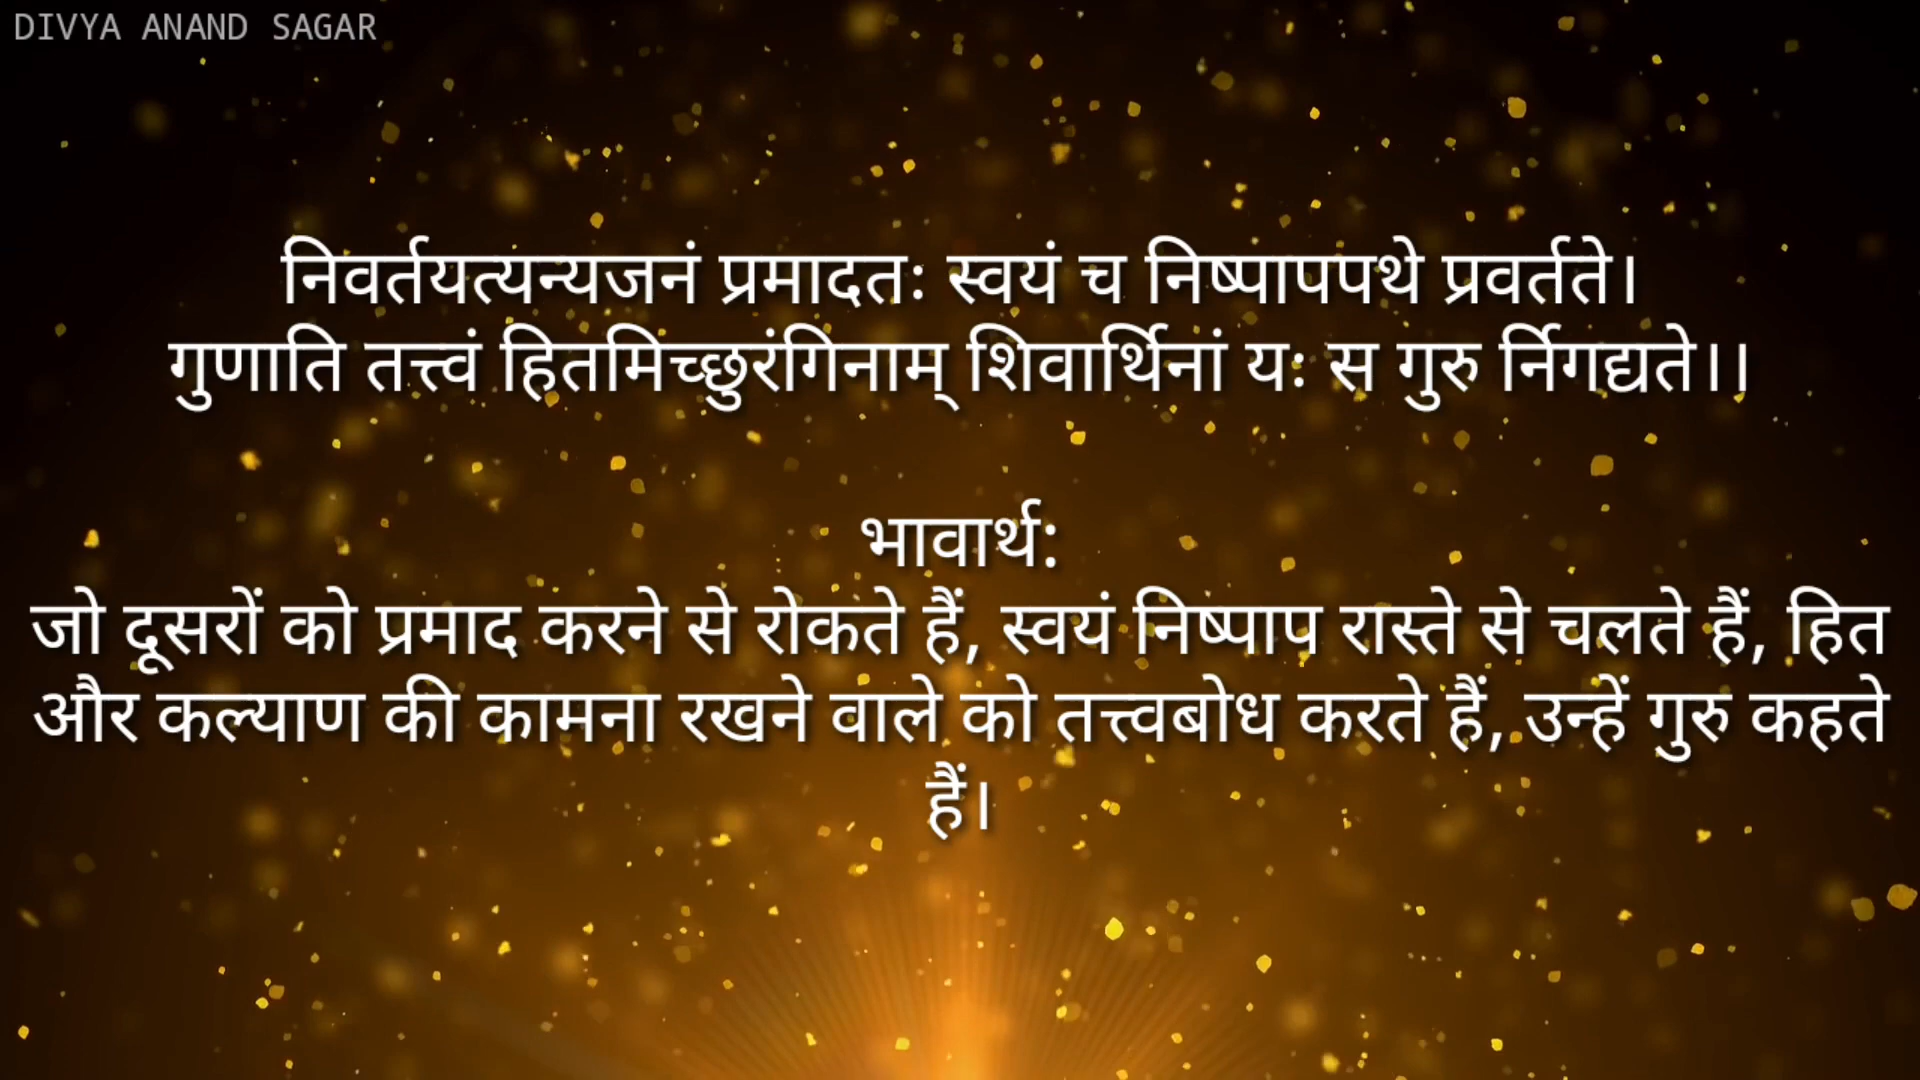 DIVYA ANAND SAGAR
निवर्तयत्यन्यजनं प्रमादतः स्वयं च निष्पापपथे प्रवर्तते।
गुणाति तत्त्वं हितमिच्छुरंगिनाम् शिवार्थिनां यः स गुरु र्निगद्यते।।
भावार्थ:
जो दूसरों को प्रमाद करने से रोकते हैं, स्वयं निष्पाप रास्ते से चलते हैं, हित
और कल्याण की कामना रखने वाले को तत्त्वबोध करते हैं, उन्हें गुरु कहते
हैं।